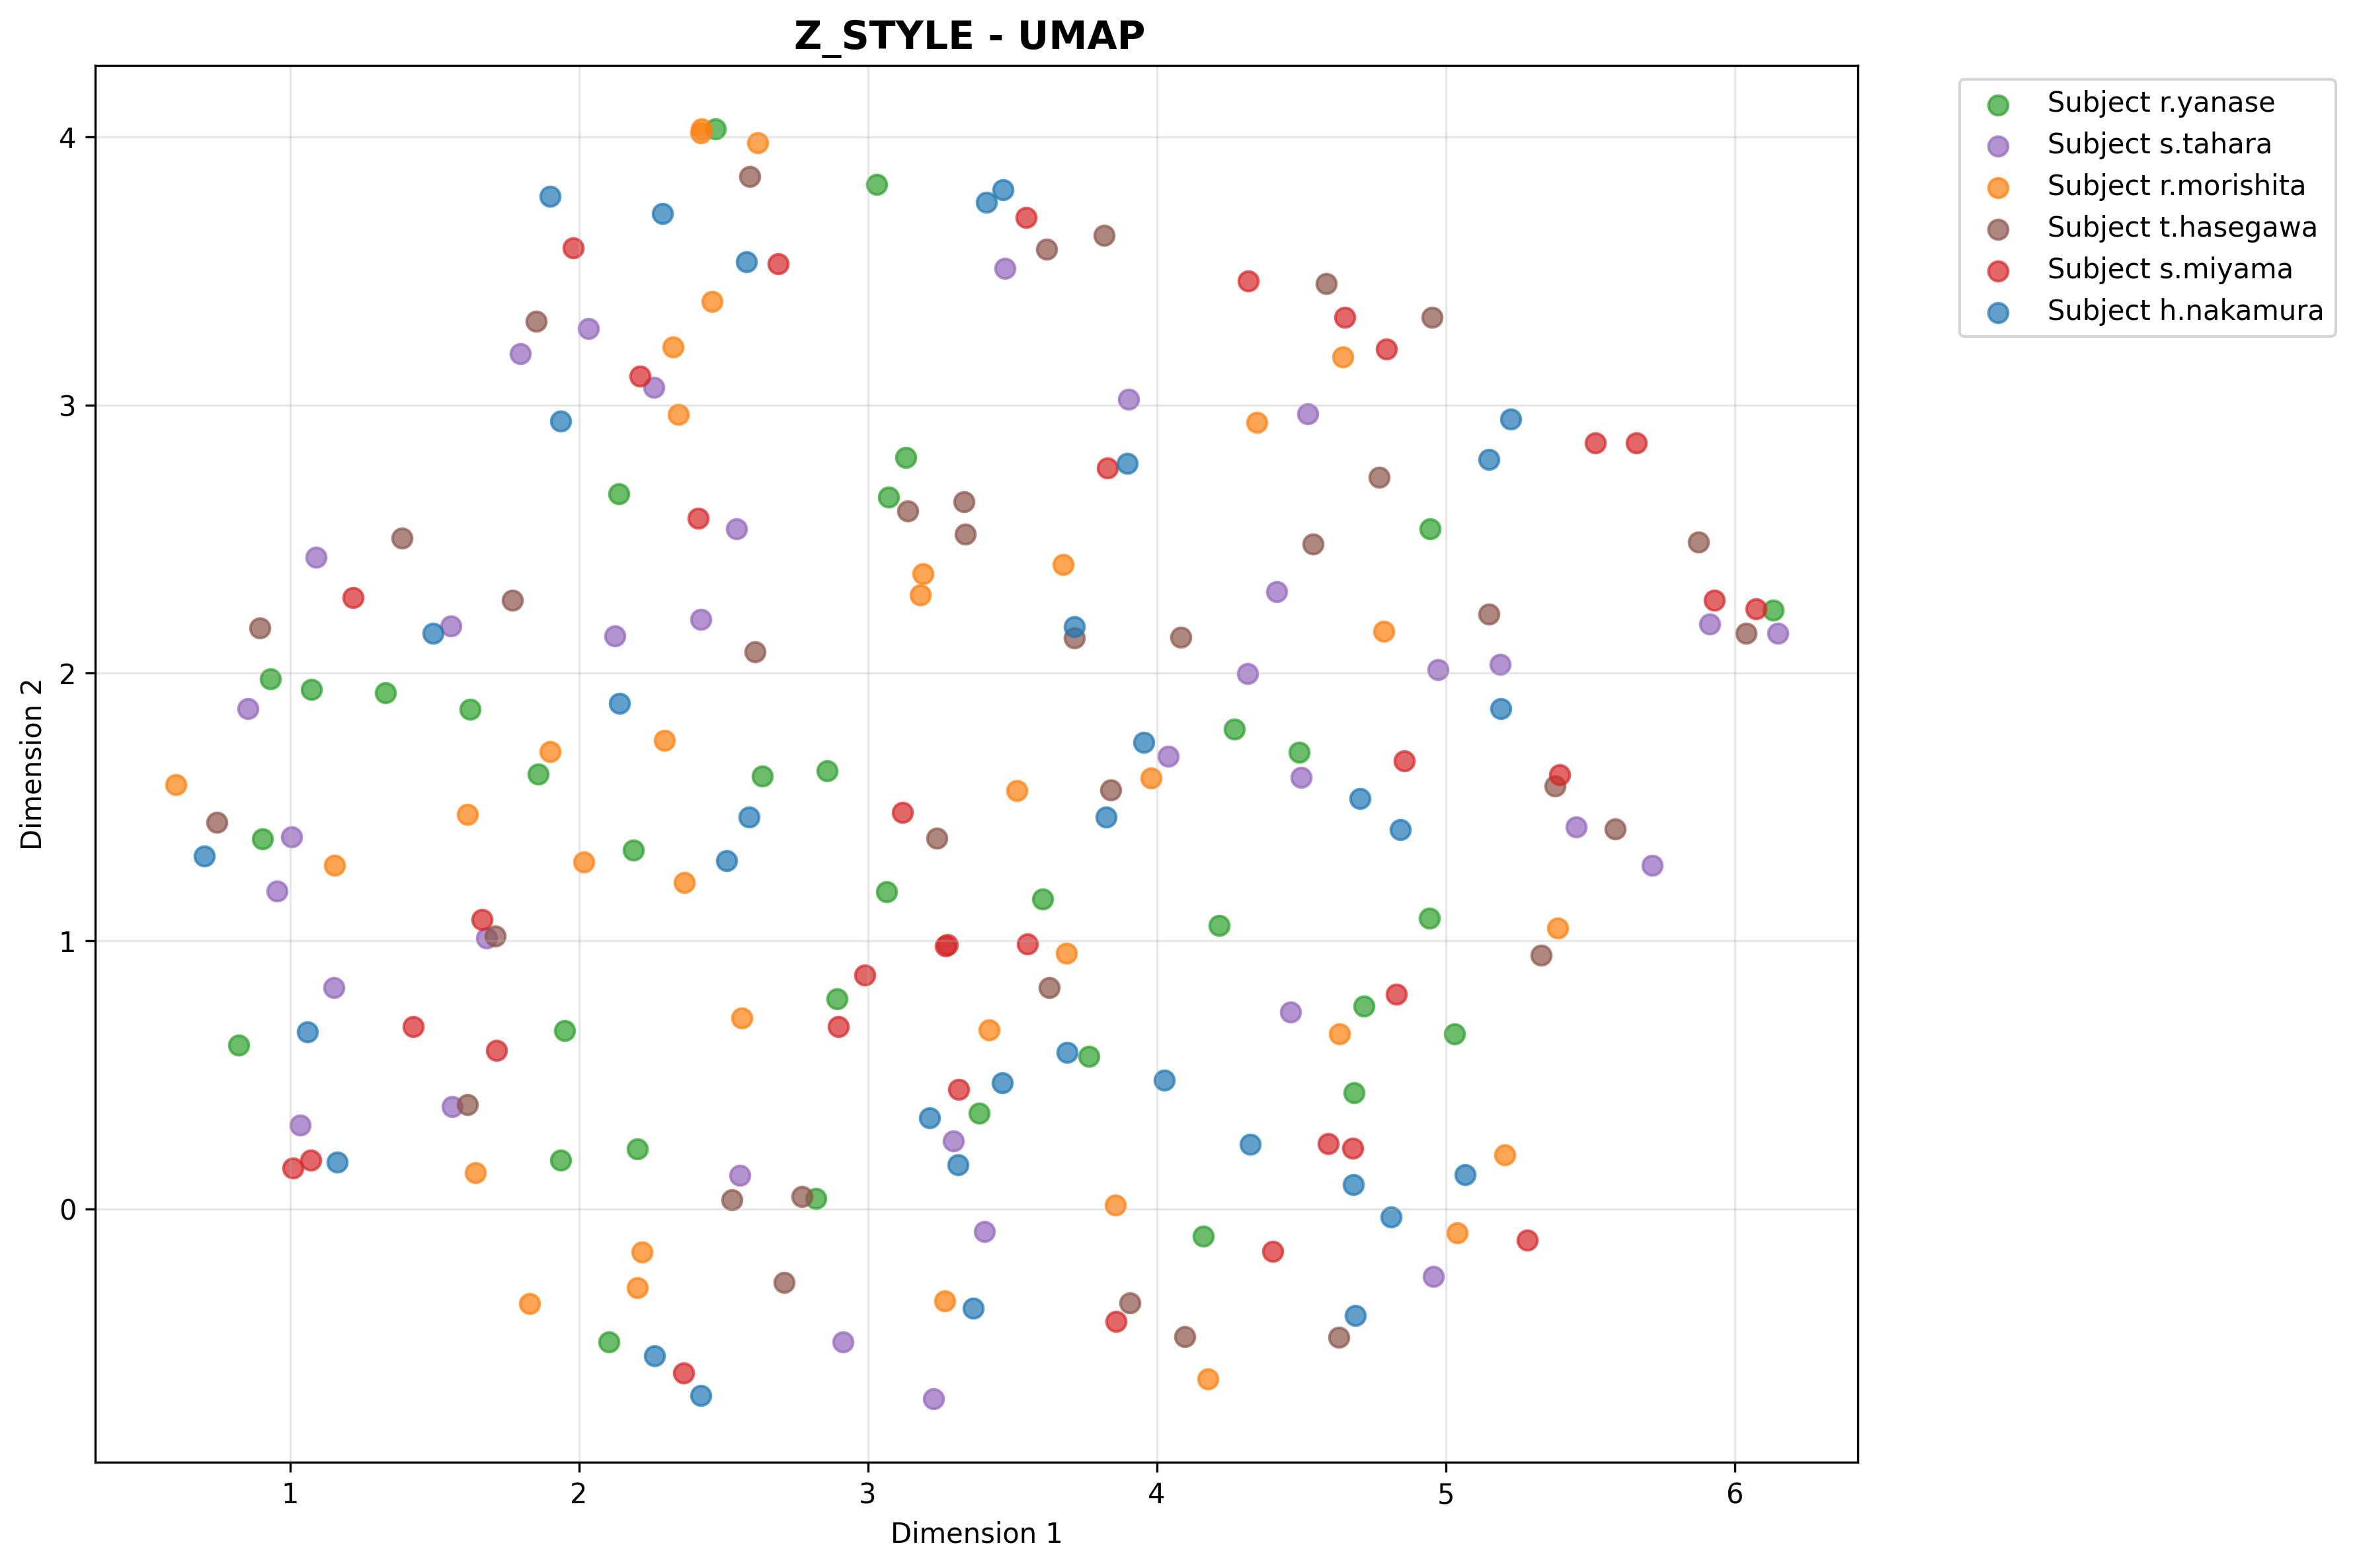 Z_STYLE - UMAP
Subject r.yanase
Subject s.tahara
Subject r.morishita
Subject t.hasegawa
Subject s.miyama
Subject h.nakamura
Dimension 2
4
3
2
1
0
1 2 3 4 5 6
Dimension 1